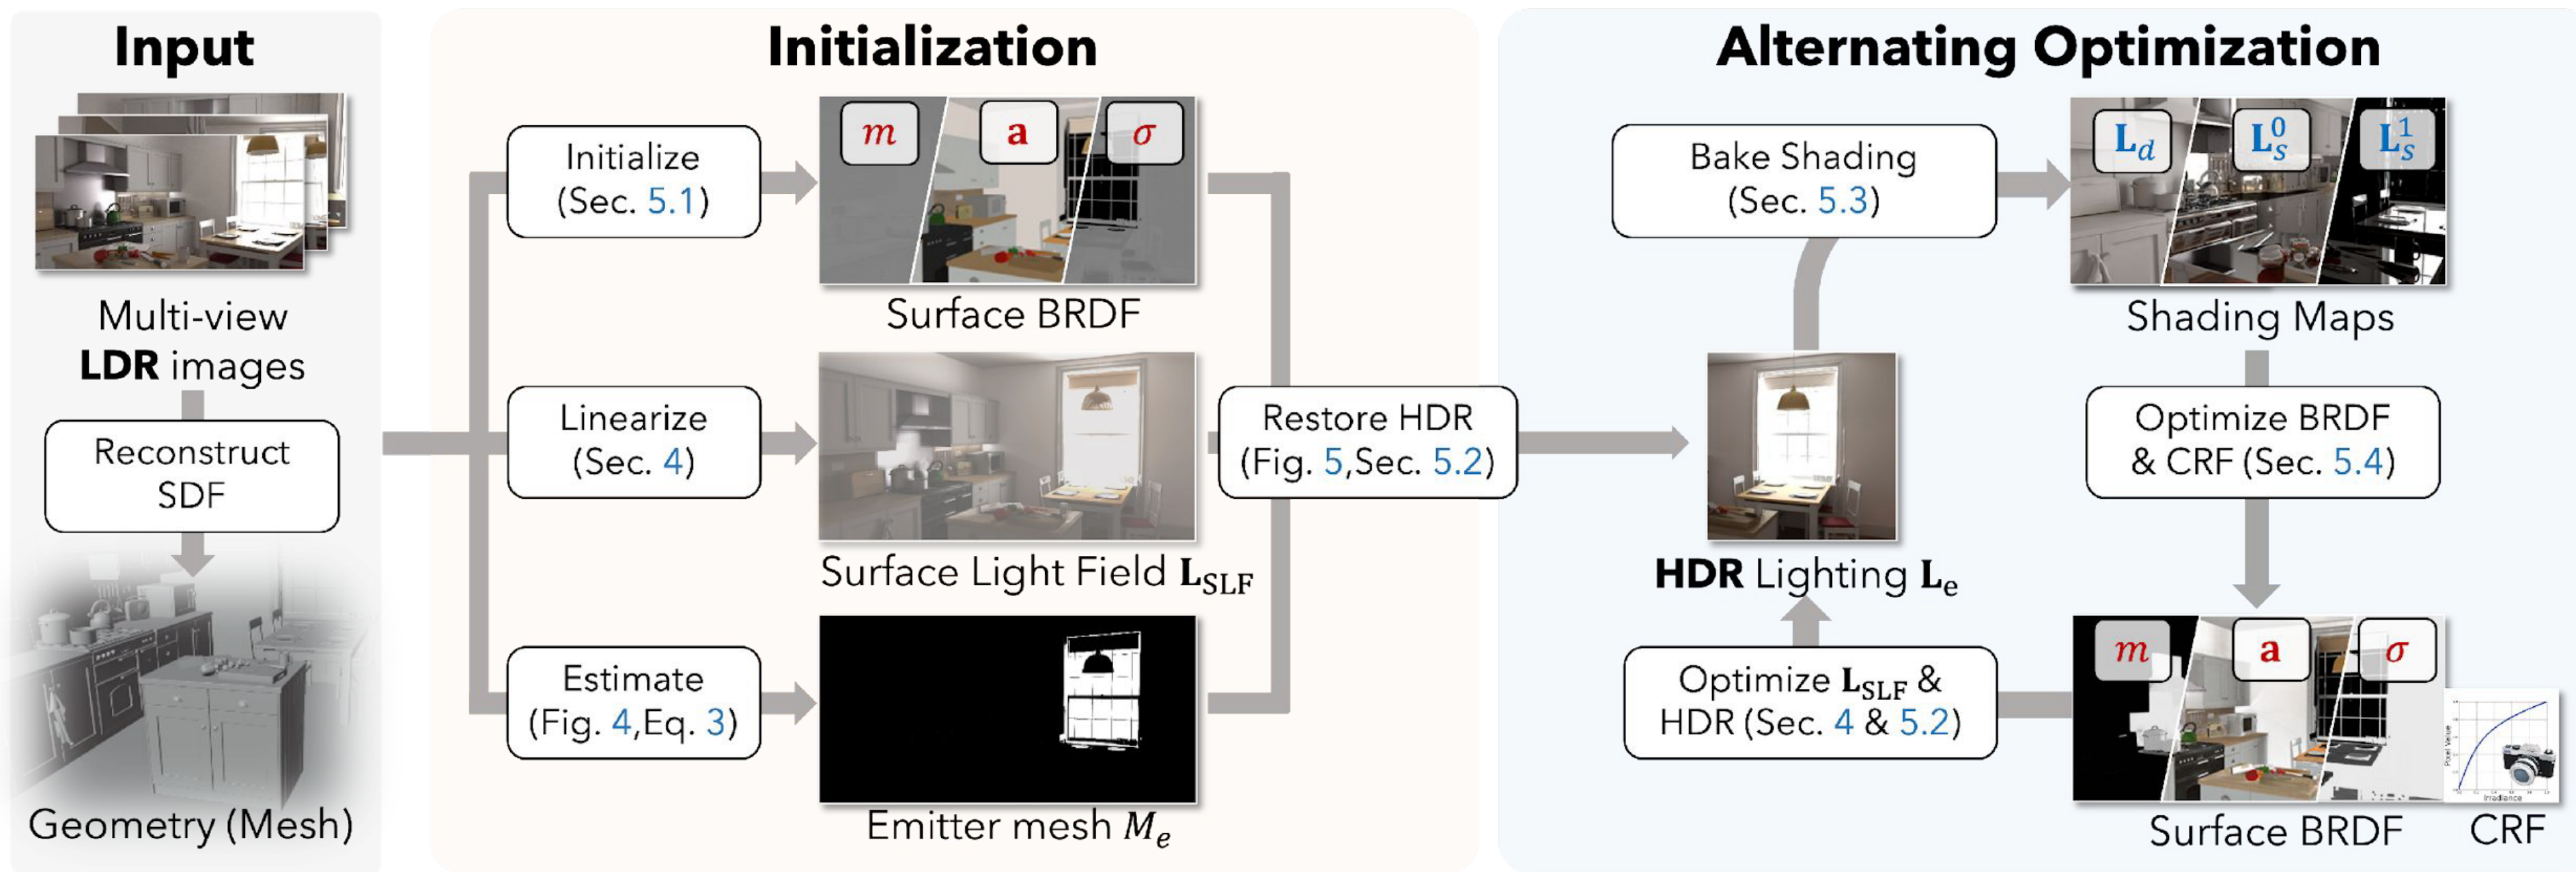 Input
Multi-view
LDR images
Reconstruct
SDF
Geometry (Mesh)
Initialization
Initialize
(Sec. 5.1)
m
a
σ
Surface BRDF
Linearize
(Sec. 4)
Surface Light Field L_SLF
Estimate
(Fig. 4,Eq. 3)
Emitter mesh M_e
Restore HDR
(Fig. 5,Sec. 5.2)
Alternating Optimization
Bake Shading
(Sec. 5.3)
L_d
L_s^0
L_s^1
Shading Maps
HDR Lighting L_e
Optimize BRDF
& CRF (Sec. 5.4)
Optimize L_SLF &
HDR (Sec. 4 & 5.2)
m
a
σ
Surface BRDF
Pixel Value
Irradiance
CRF